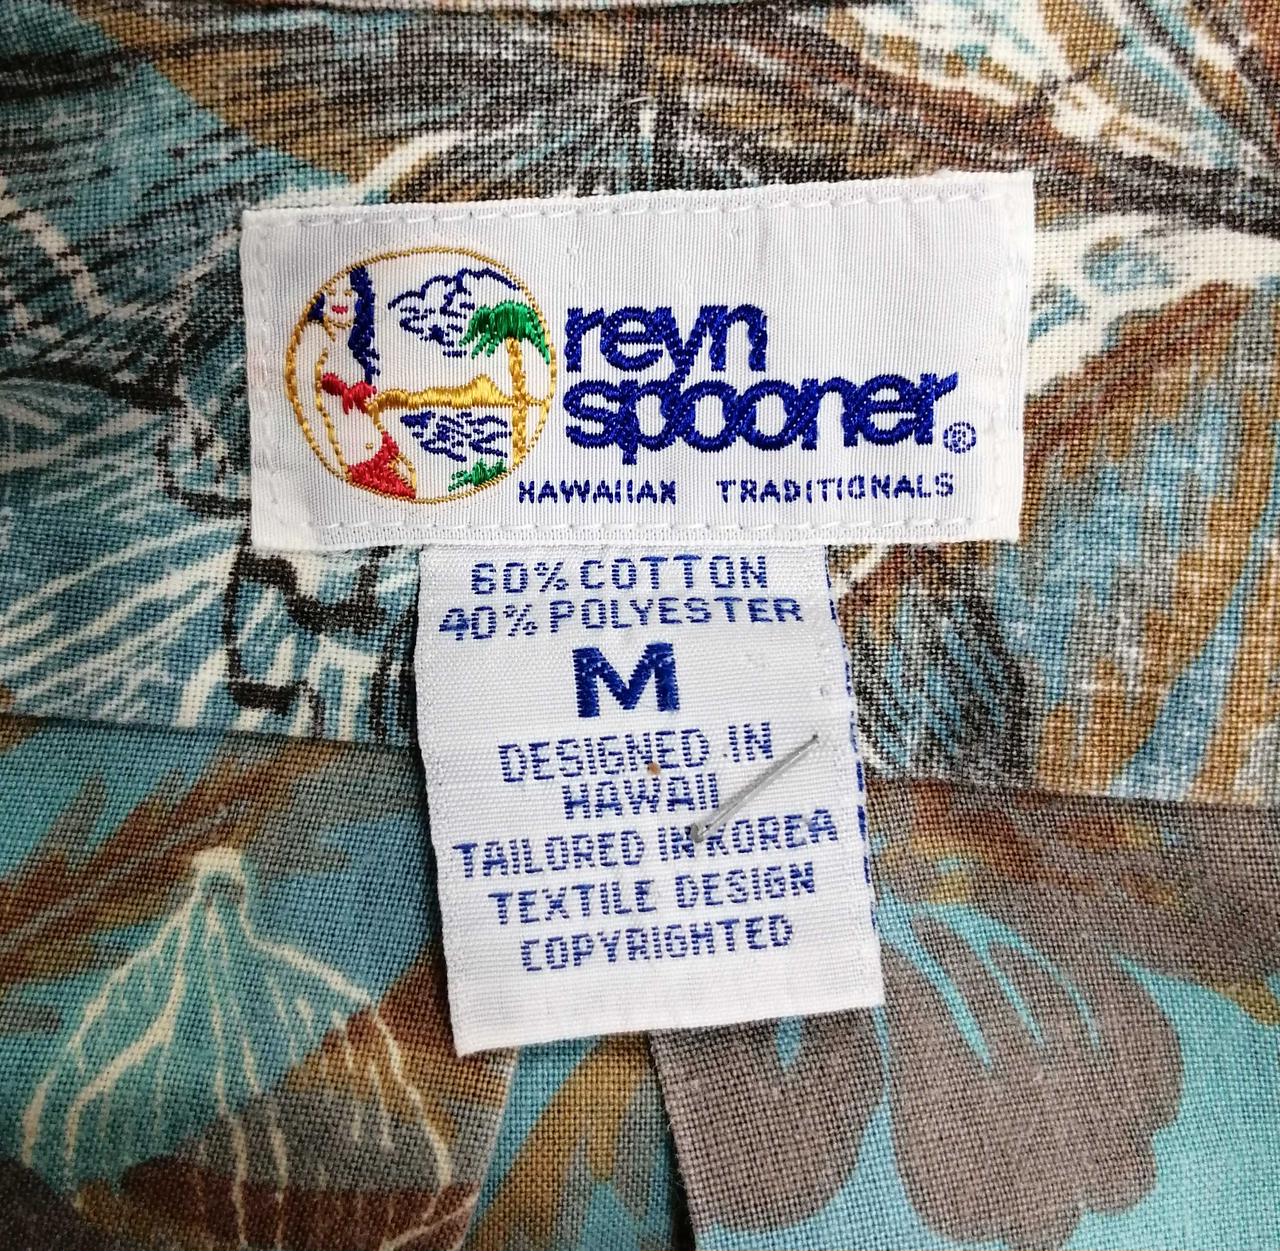 reyn
spooner®
HAWAIIAN TRADITIONALS
60% COTTON
40% POLYESTER
M
DESIGNED IN
HAWAII
TAILORED IN KOREA
TEXTILE DESIGN
COPYRIGHTED